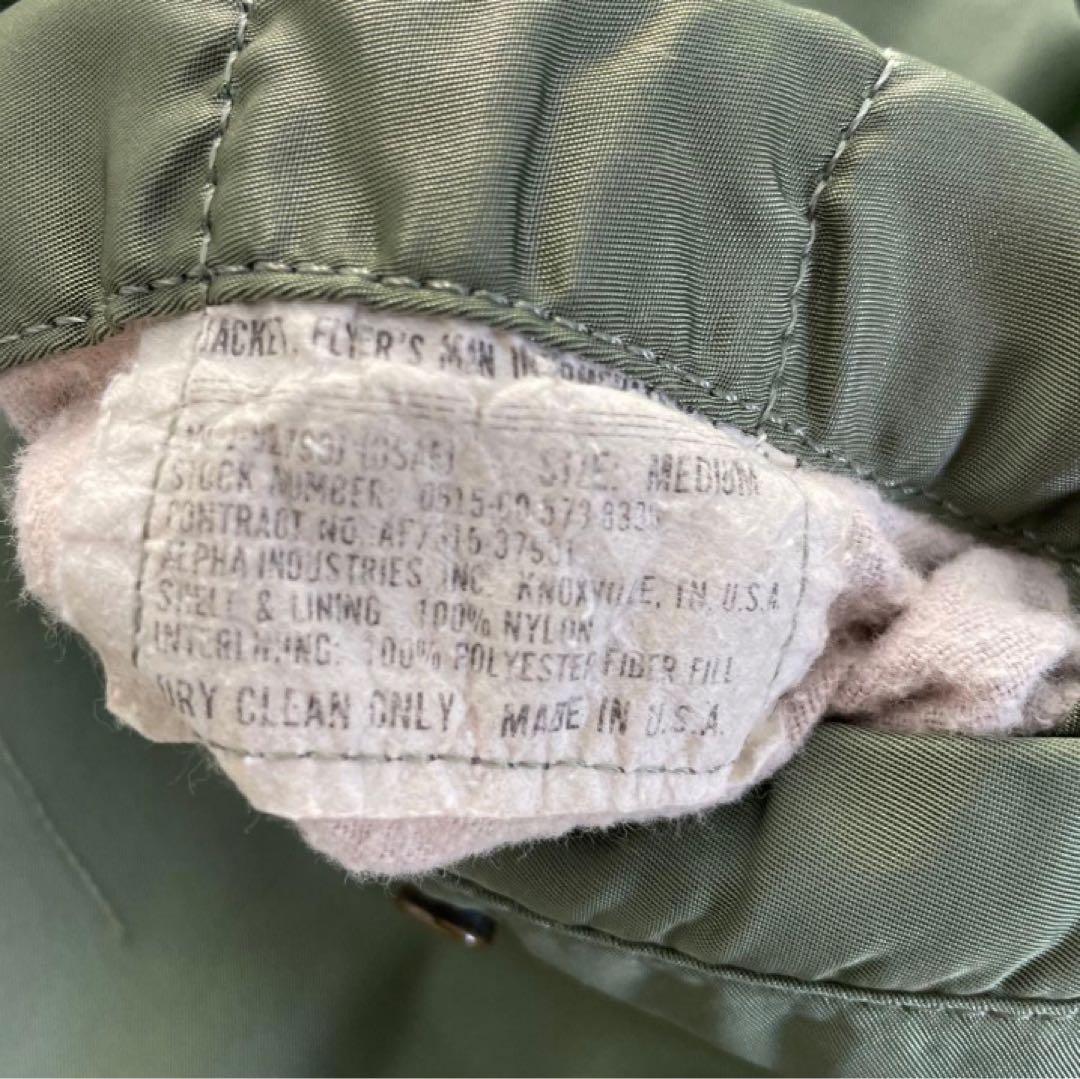 JACKET, FLYER'S MAN IN
SIZE: MEDIUM
STOCK NUMBER:
CONTRACT NO.
ALPHA INDUSTRIES INC. KNOXVILLE, TN. U.S.A.
SHELL & LINING 100% NYLON
INTERLINING: 100% POLYESTER FIBER FILL
DRY CLEAN ONLY MADE IN U.S.A.